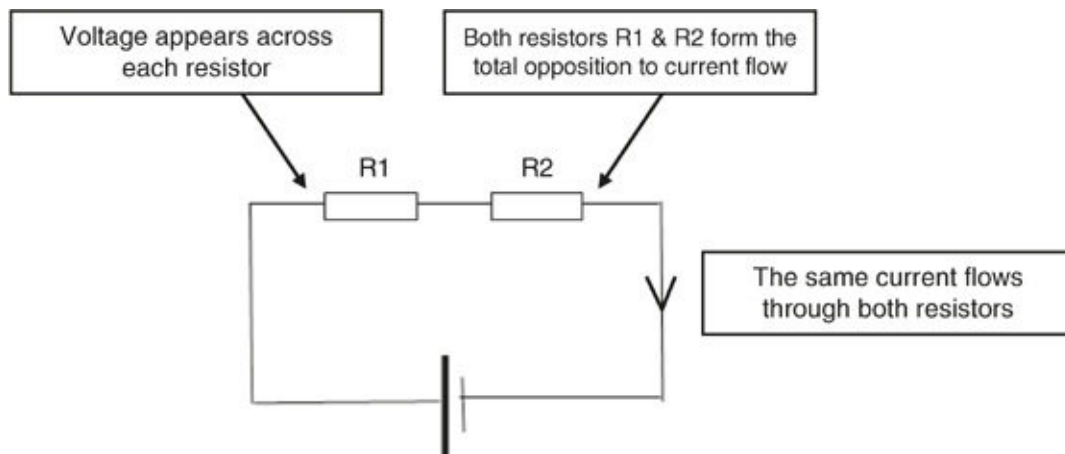 Voltage appears across
each resistor
Both resistors R1 & R2 form the
total opposition to current flow
R1
R2
The same current flows
through both resistors